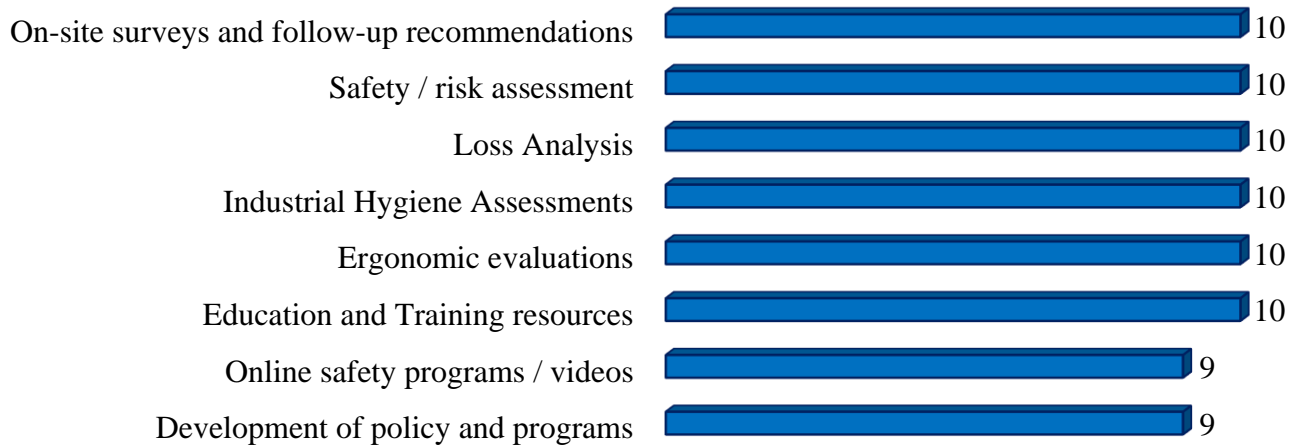 On-site surveys and follow-up recommendations 10
Safety / risk assessment 10
Loss Analysis 10
Industrial Hygiene Assessments 10
Ergonomic evaluations 10
Education and Training resources 10
Online safety programs / videos 9
Development of policy and programs 9